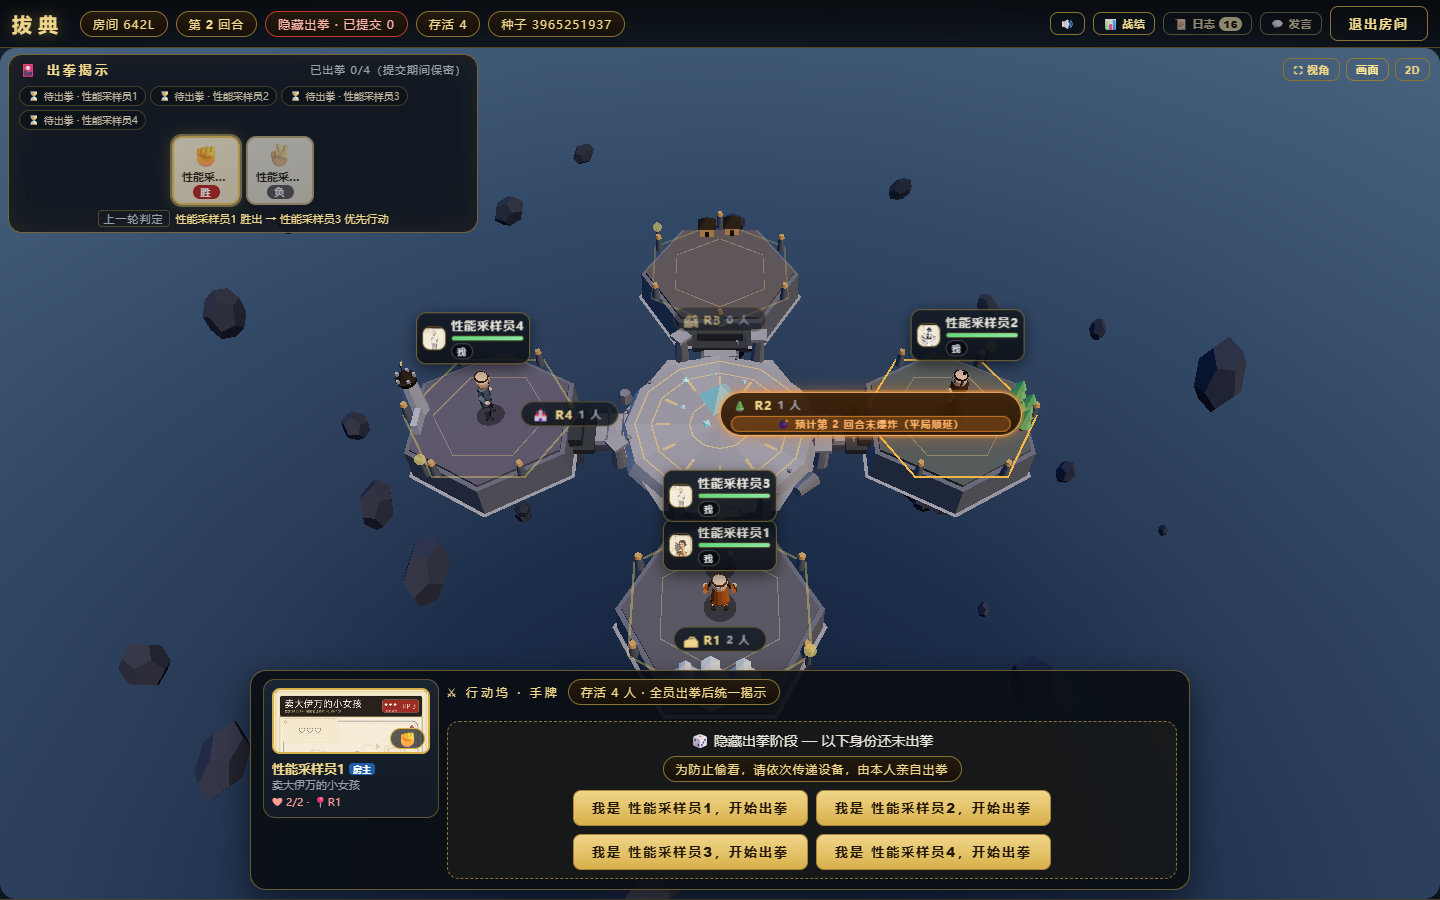 拔典
房间 642L
第 2 回合
隐藏出拳 · 已提交 0
存活 4
种子 3965251937
战绩
日志 16
发言
退出房间
出拳揭示
已出拳 0/4（提交期间保密）
待出拳 · 性能采样员1
待出拳 · 性能采样员2
待出拳 · 性能采样员3
待出拳 · 性能采样员4
性能采...
胜
性能采...
负
上一轮判定 性能采样员1 胜出 → 性能采样员3 优先行动
视角
画面
2D
R3 0 人
性能采样员4
我
性能采样员2
我
R4 1 人
R2 1 人
预计第 2 回合末爆炸（平局顺延）
性能采样员3
我
性能采样员1
我
R1 2 人
卖大伊万的小女孩
性能采样员1 房主
卖大伊万的小女孩
2/2 · R1
行动坞 · 手牌
存活 4 人 · 全员出拳后统一揭示
隐藏出拳阶段 — 以下身份还未出拳
为防止偷看，请依次传递设备，由本人亲自出拳
我是 性能采样员1，开始出拳
我是 性能采样员2，开始出拳
我是 性能采样员3，开始出拳
我是 性能采样员4，开始出拳